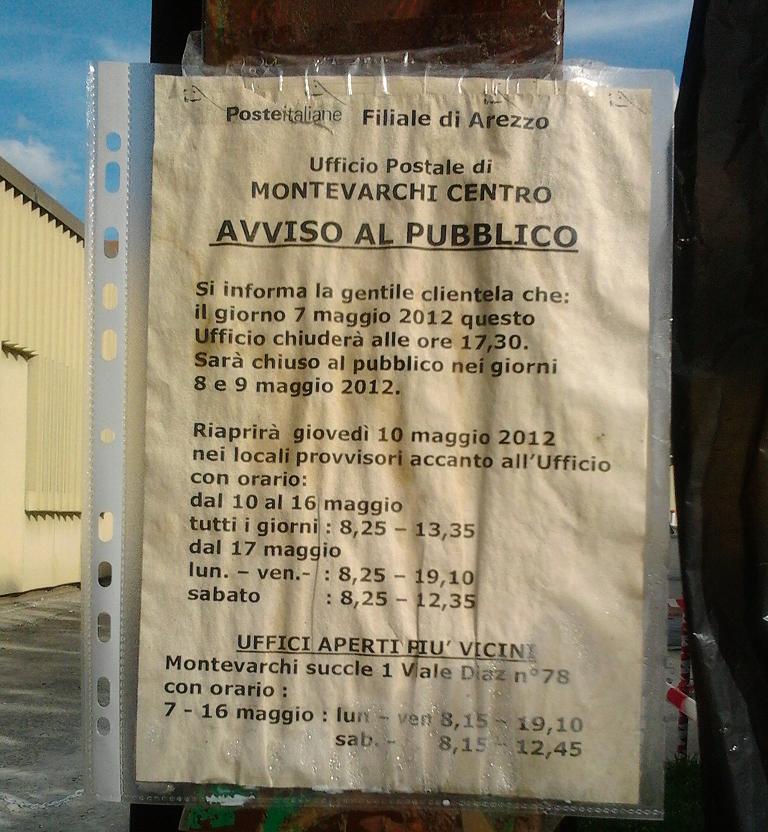 Posteitaliane Filiale di Arezzo
Ufficio Postale di
MONTEVARCHI CENTRO
AVVISO AL PUBBLICO
Si informa la gentile clientela che:
il giorno 7 maggio 2012 questo
Ufficio chiuderà alle ore 17,30.
Sarà chiuso al pubblico nei giorni
8 e 9 maggio 2012.
Riaprirà giovedì 10 maggio 2012
nei locali provvisori accanto all'Ufficio
con orario:
dal 10 al 16 maggio
tutti i giorni : 8,25 – 13,35
dal 17 maggio
lun. – ven.- : 8,25 – 19,10
sabato : 8,25 – 12,35
UFFICI APERTI PIU' VICINI
Montevarchi succle 1 Viale Diaz n°78
con orario :
7 - 16 maggio : lun – ven 8,15 – 19,10
sab. - 8,15 – 12,45